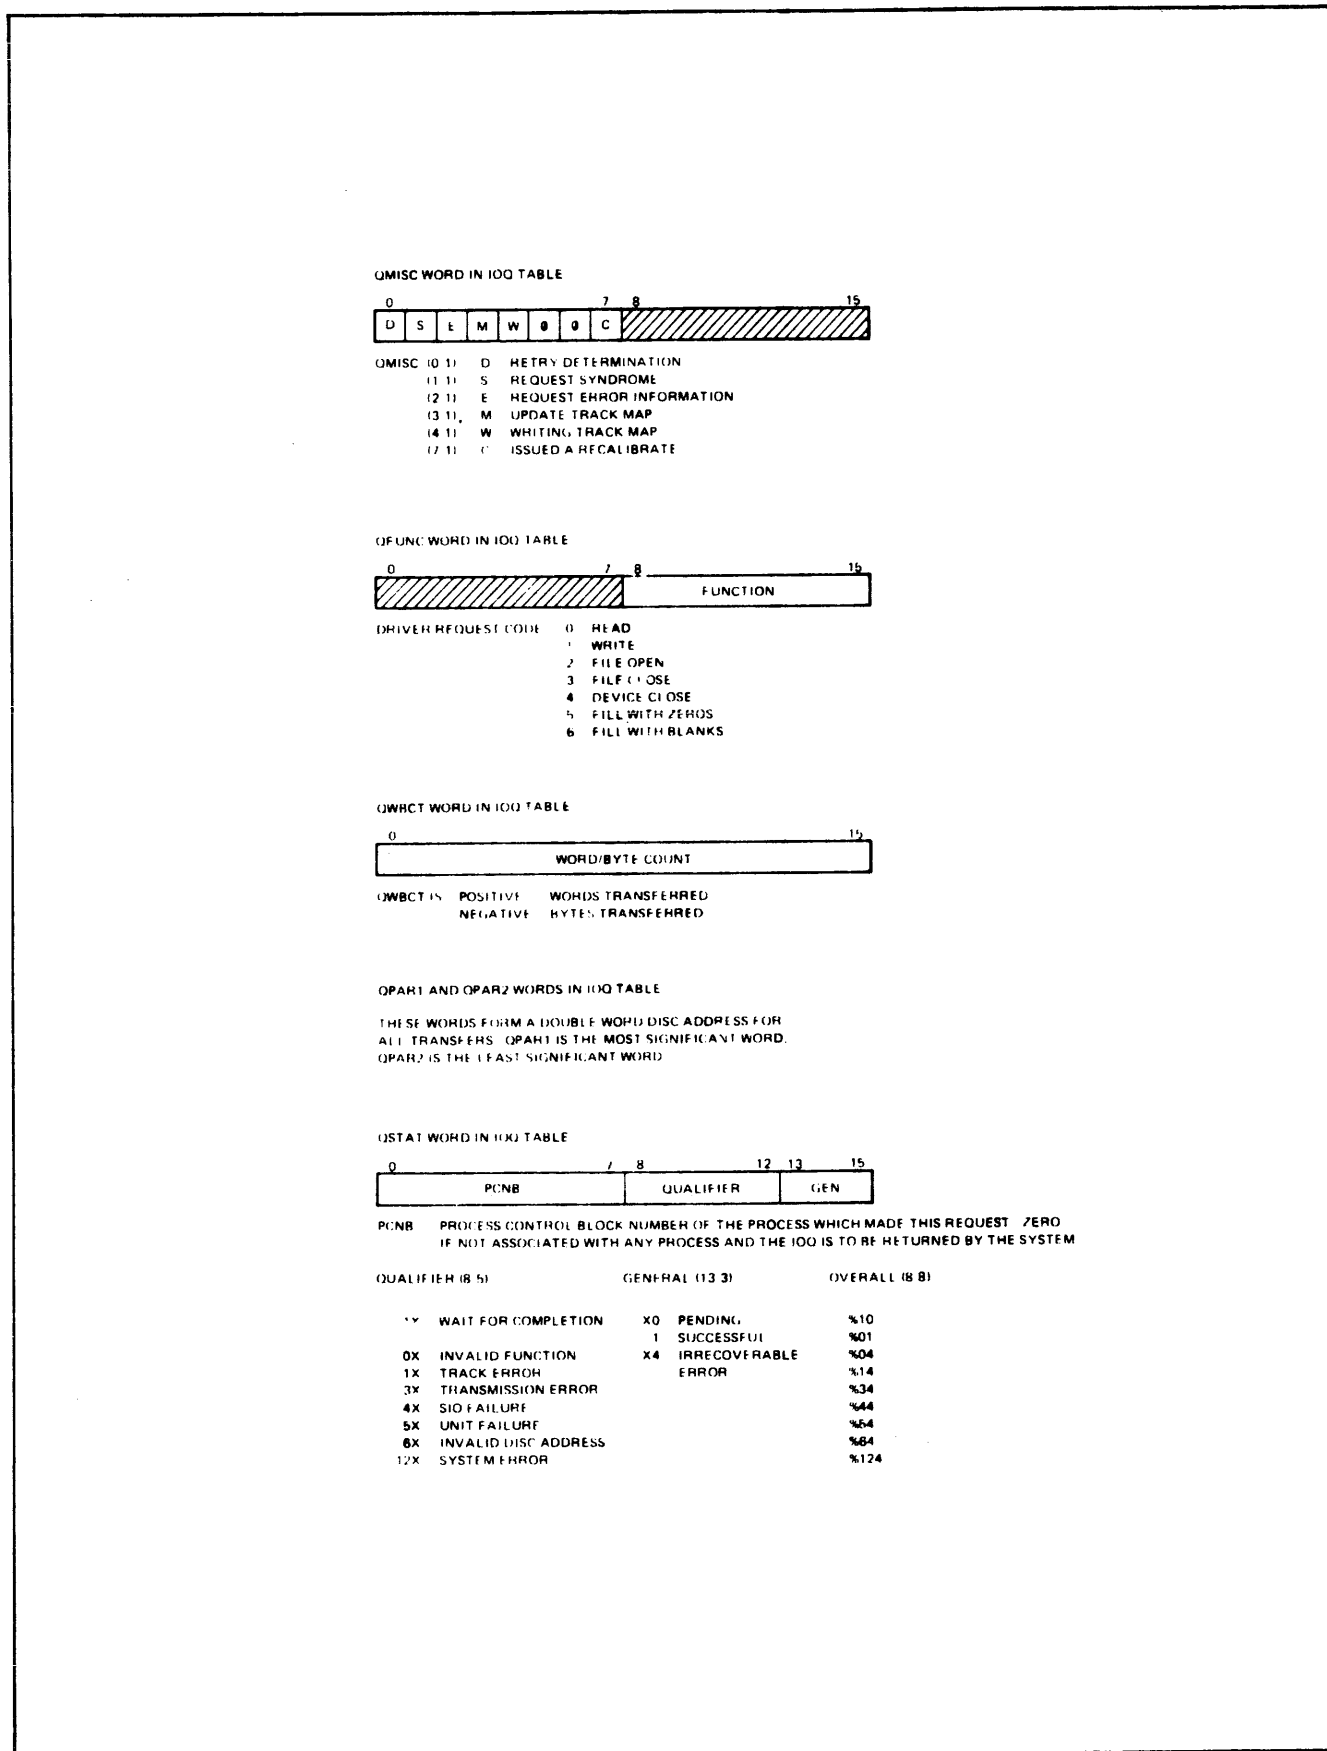 QMISC WORD IN IOQ TABLE
0 7 8 15
D S E M W 0 0 C
QMISC (0 1) D RETRY DETERMINATION
(1 1) S REQUEST SYNDROME
(2 1) E REQUEST ERROR INFORMATION
(3 1) M UPDATE TRACK MAP
(4 1) W WRITING TRACK MAP
(7 1) C ISSUED A RECALIBRATE
QFUNC WORD IN IOQ TABLE
0 7 8 15
FUNCTION
DRIVER REQUEST CODE 0 READ
1 WRITE
2 FILE OPEN
3 FILE CLOSE
4 DEVICE CLOSE
5 FILL WITH ZEROS
6 FILL WITH BLANKS
QWBCT WORD IN IOQ TABLE
0 15
WORD/BYTE COUNT
QWBCT IS POSITIVE WORDS TRANSFERRED
NEGATIVE BYTES TRANSFERRED
QPAR1 AND QPAR2 WORDS IN IOQ TABLE
THESE WORDS FORM A DOUBLE WORD DISC ADDRESS FOR
ALL TRANSFERS QPAR1 IS THE MOST SIGNIFICANT WORD.
QPAR2 IS THE LEAST SIGNIFICANT WORD
QSTAT WORD IN IOQ TABLE
0 7 8 12 13 15
PCNB QUALIFIER GEN
PCNB PROCESS CONTROL BLOCK NUMBER OF THE PROCESS WHICH MADE THIS REQUEST ZERO
IF NOT ASSOCIATED WITH ANY PROCESS AND THE IOQ IS TO BE RETURNED BY THE SYSTEM
QUALIFIER (8 5) GENERAL (13 3) OVERALL (8 8)
WAIT FOR COMPLETION X0 PENDING %10
1 SUCCESSFUL %01
0X INVALID FUNCTION X4 IRRECOVERABLE %04
1X TRACK ERROR ERROR %14
3X TRANSMISSION ERROR %34
4X SIO FAILURE %44
5X UNIT FAILURE %54
6X INVALID DISC ADDRESS %64
12X SYSTEM ERROR %124